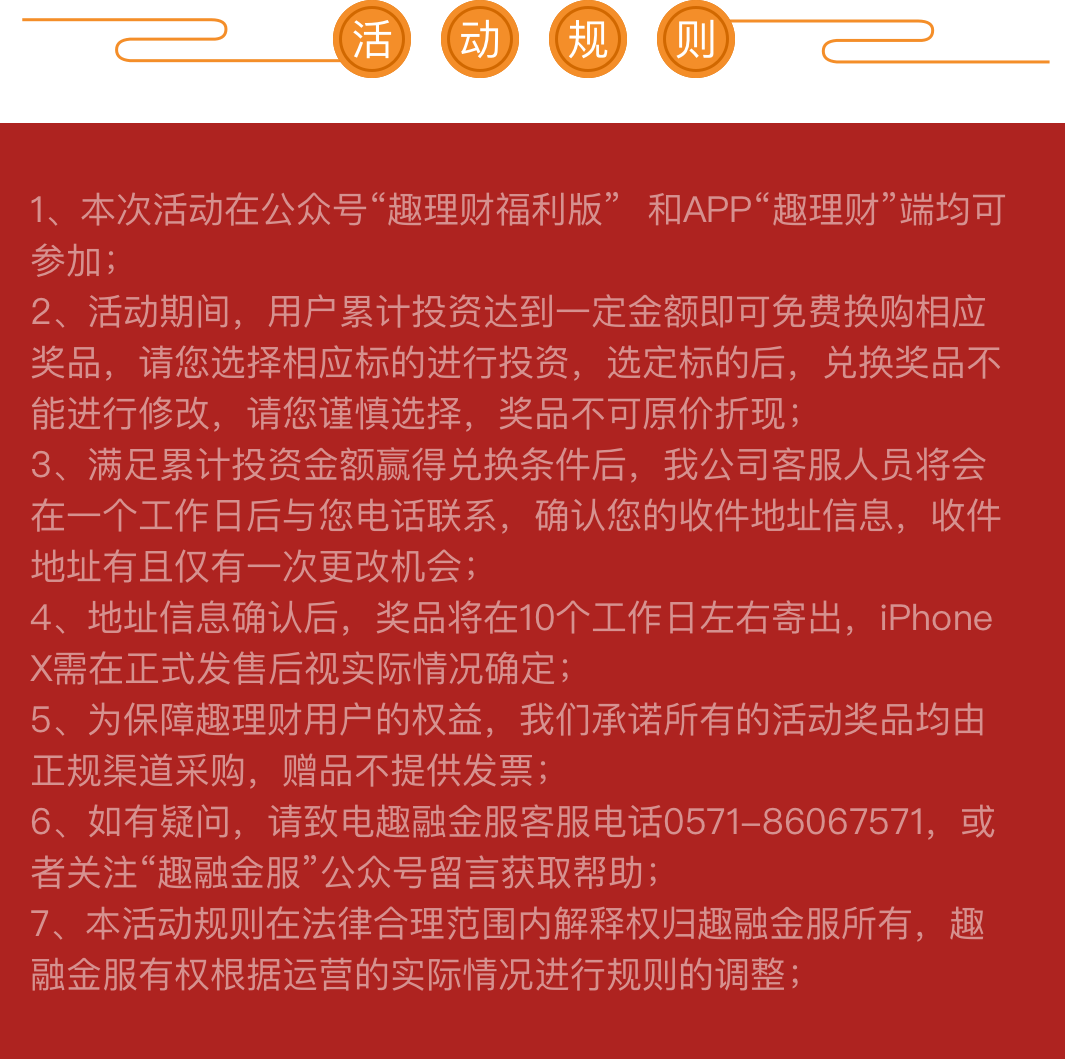 活动规则
1、本次活动在公众号“趣理财福利版” 和APP“趣理财”端均可
参加；
2、活动期间，用户累计投资达到一定金额即可免费换购相应
奖品，请您选择相应标的进行投资，选定标的后，兑换奖品不
能进行修改，请您谨慎选择，奖品不可原价折现；
3、满足累计投资金额赢得兑换条件后，我公司客服人员将会
在一个工作日后与您电话联系，确认您的收件地址信息，收件
地址有且仅有一次更改机会；
4、地址信息确认后，奖品将在10个工作日左右寄出，iPhone
X需在正式发售后视实际情况确定；
5、为保障趣理财用户的权益，我们承诺所有的活动奖品均由
正规渠道采购，赠品不提供发票；
6、如有疑问，请致电趣融金服客服电话0571-86067571，或
者关注“趣融金服”公众号留言获取帮助；
7、本活动规则在法律合理范围内解释权归趣融金服所有，趣
融金服有权根据运营的实际情况进行规则的调整；